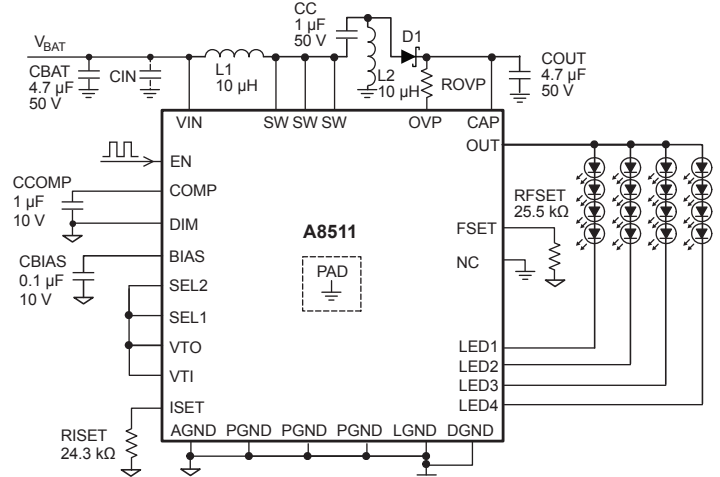 CC
1 µF
50 V
D1
V_BAT
CBAT
4.7 µF
50 V
CIN
L1
10 µH
L2
10 µH
ROVP
COUT
4.7 µF
50 V
VIN
SW SW SW
OVP
CAP
OUT
EN
CCOMP
1 µF
10 V
COMP
DIM
RFSET
25.5 kΩ
A8511
FSET
CBIAS
0.1 µF
10 V
BIAS
PAD
NC
SEL2
SEL1
VTO
VTI
LED1
LED2
LED3
LED4
ISET
RISET
24.3 kΩ
AGND PGND PGND PGND LGND DGND